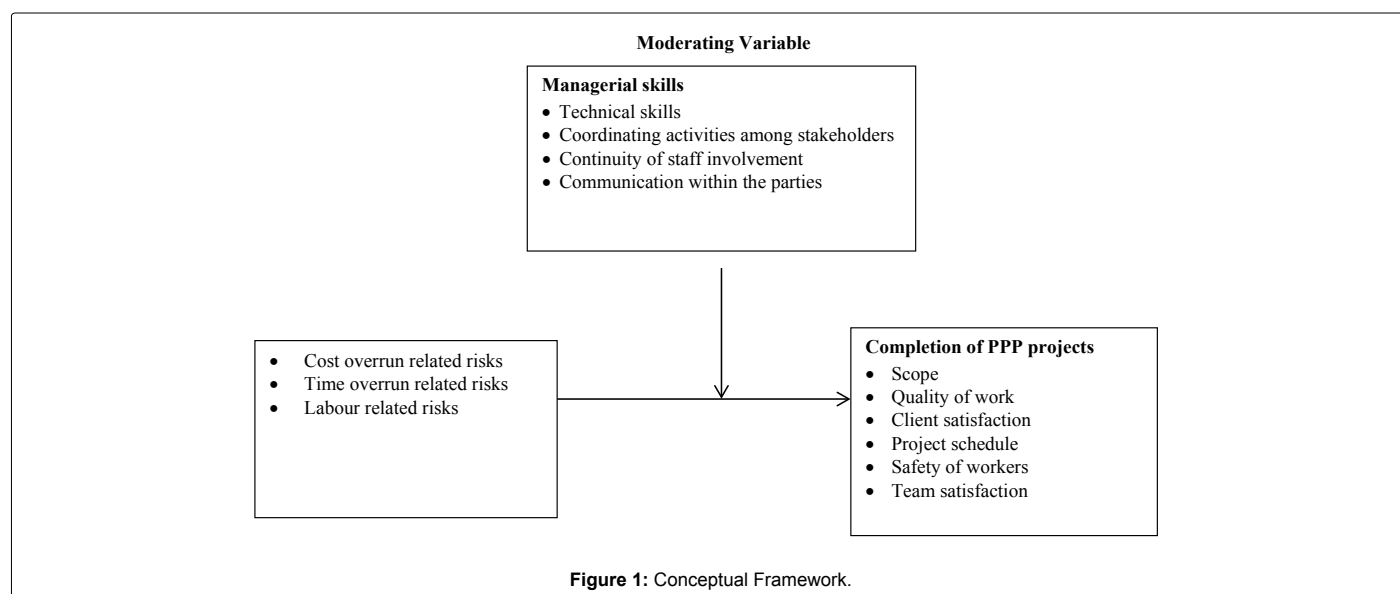 Moderating Variable
Managerial skills
• Technical skills
• Coordinating activities among stakeholders
• Continuity of staff involvement
• Communication within the parties
• Cost overrun related risks
• Time overrun related risks
• Labour related risks
Completion of PPP projects
• Scope
• Quality of work
• Client satisfaction
• Project schedule
• Safety of workers
• Team satisfaction
Figure 1: Conceptual Framework.